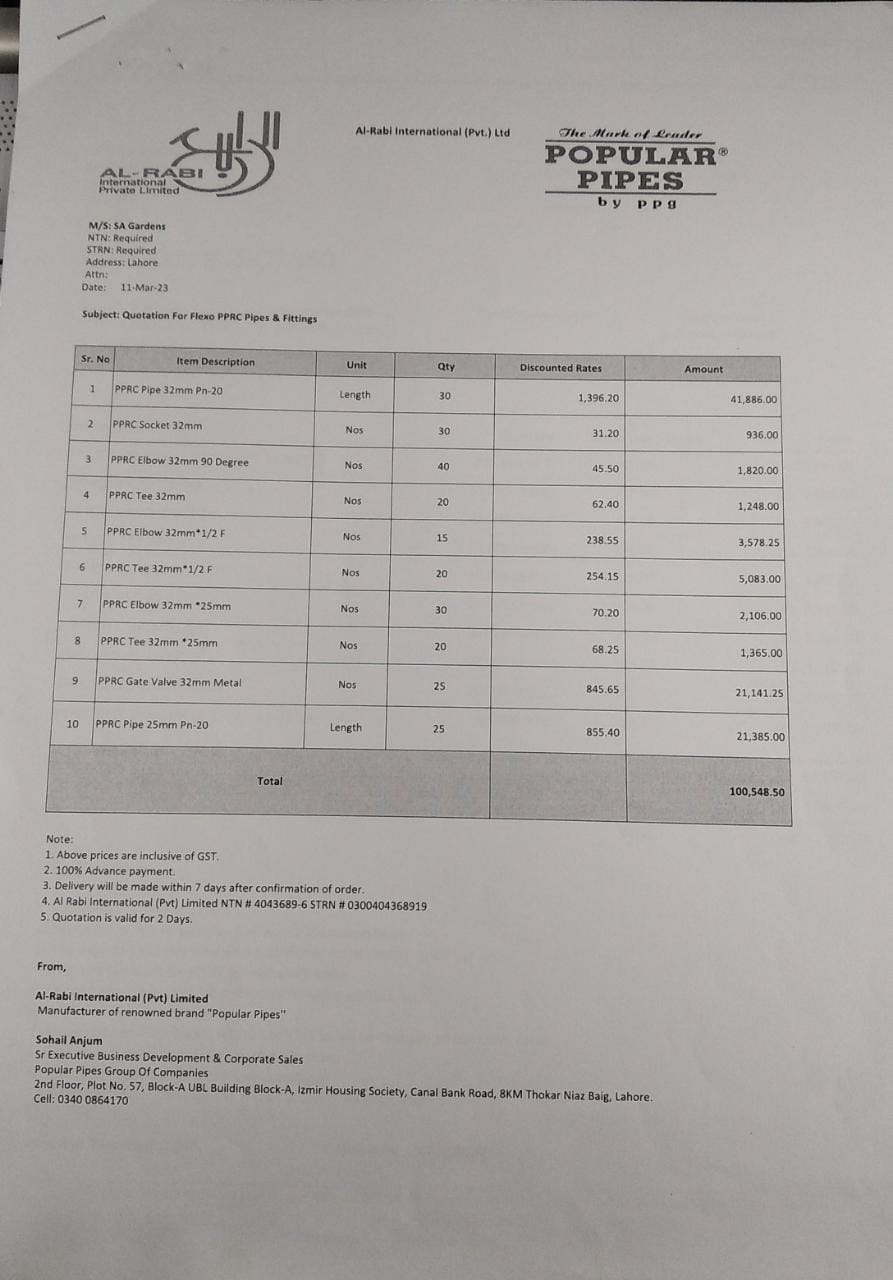 الربيع
AL-RABI
International
Private Limited
Al-Rabi International (Pvt.) Ltd
The Mark of Leader
POPULAR®
PIPES
by ppg
M/S: SA Gardens
NTN: Required
STRN: Required
Address: Lahore
Attn:
Date: 11-Mar-23
Subject: Quotation For Flexo PPRC Pipes & Fittings
Sr. No Item Description Unit Qty Discounted Rates Amount
1 PPRC Pipe 32mm Pn-20 Length 30 1,396.20 41,886.00
2 PPRC Socket 32mm Nos 30 31.20 936.00
3 PPRC Elbow 32mm 90 Degree Nos 40 45.50 1,820.00
4 PPRC Tee 32mm Nos 20 62.40 1,248.00
5 PPRC Elbow 32mm*1/2 F Nos 15 238.55 3,578.25
6 PPRC Tee 32mm*1/2 F Nos 20 254.15 5,083.00
7 PPRC Elbow 32mm *25mm Nos 30 70.20 2,106.00
8 PPRC Tee 32mm *25mm Nos 20 68.25 1,365.00
9 PPRC Gate Valve 32mm Metal Nos 25 845.65 21,141.25
10 PPRC Pipe 25mm Pn-20 Length 25 855.40 21,385.00
Total 100,548.50
Note:
1. Above prices are inclusive of GST.
2. 100% Advance payment.
3. Delivery will be made within 7 days after confirmation of order.
4. Al Rabi International (Pvt) Limited NTN # 4043689-6 STRN # 0300404368919
5. Quotation is valid for 2 Days.
From,
Al-Rabi International (Pvt) Limited
Manufacturer of renowned brand "Popular Pipes"
Sohail Anjum
Sr Executive Business Development & Corporate Sales
Popular Pipes Group Of Companies
2nd Floor, Plot No. 57, Block-A UBL Building Block-A, Izmir Housing Society, Canal Bank Road, 8KM Thokar Niaz Baig, Lahore.
Cell: 0340 0864170